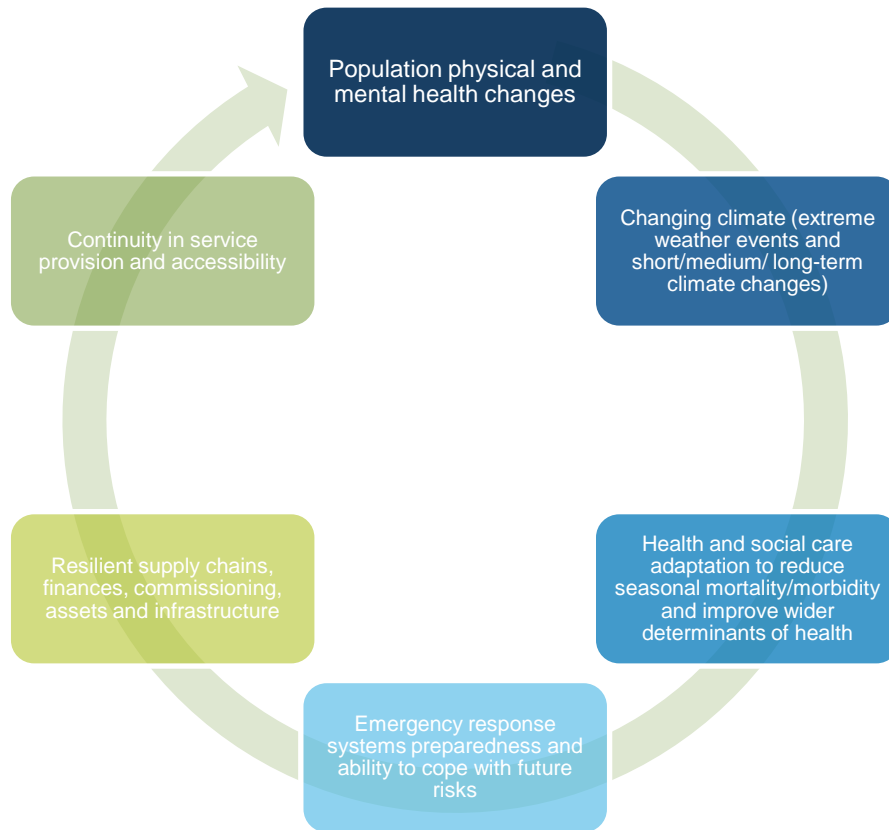 Population physical and
mental health changes
Changing climate (extreme
weather events and
short/medium/ long-term
climate changes)
Health and social care
adaptation to reduce
seasonal mortality/morbidity
and improve wider
determinants of health
Emergency response
systems preparedness and
ability to cope with future
risks
Resilient supply chains,
finances, commissioning,
assets and infrastructure
Continuity in service
provision and accessibility